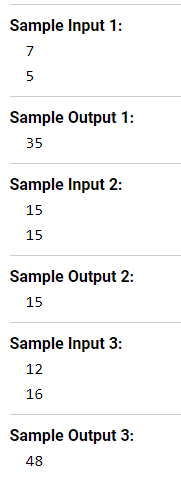 Sample Input 1:
7
5
Sample Output 1:
35
Sample Input 2:
15
15
Sample Output 2:
15
Sample Input 3:
12
16
Sample Output 3:
48